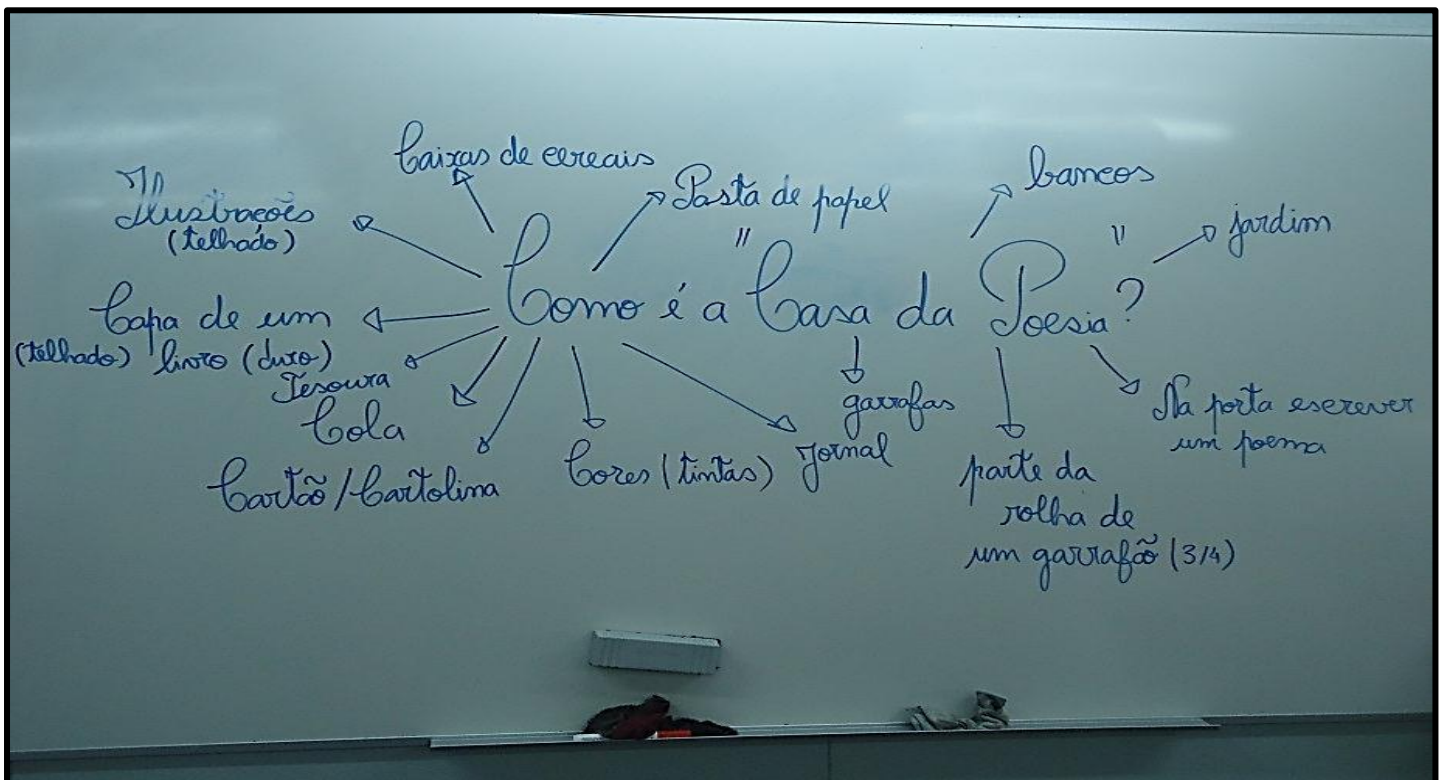 Caixas de cereais
Pasta de papel
bancos
Ilustrações
(telhado)
jardim
Como é a "Casa da Poesia"?
Capa de um
(telhado) livro (duro)
Tesoura
Cola
Cartão/Cartolina
Cores (tintas)
Jornal
garrafas
parte da
rolha de
um garrafão (3/4)
Na porta escrever
um poema